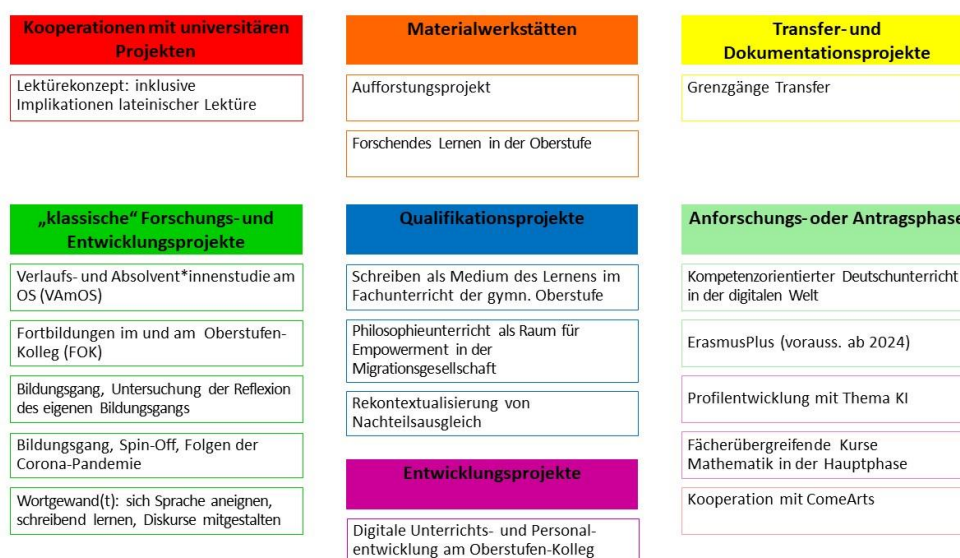 Kooperationen mit universitären
Projekten
Lektürekonzept: inklusive
Implikationen lateinischer Lektüre
Materialwerkstätten
Aufforstungsprojekt
Forschendes Lernen in der Oberstufe
Transfer- und
Dokumentationsprojekte
Grenzgänge Transfer
„klassische“ Forschungs- und
Entwicklungsprojekte
Verlaufs- und Absolvent*innenstudie am
OS (VAmOS)
Fortbildungen im und am Oberstufen-
Kolleg (FOK)
Bildungsgang, Untersuchung der Reflexion
des eigenen Bildungsgangs
Bildungsgang, Spin-Off, Folgen der
Corona-Pandemie
Wortgewand(t): sich Sprache aneignen,
schreibend lernen, Diskurse mitgestalten
Qualifikationsprojekte
Schreiben als Medium des Lernens im
Fachunterricht der gymn. Oberstufe
Philosophieunterricht als Raum für
Empowerment in der
Migrationsgesellschaft
Rekontextualisierung von
Nachteilsausgleich
Entwicklungsprojekte
Digitale Unterrichts- und Personal-
entwicklung am Oberstufen-Kolleg
Anforschungs- oder Antragsphase
Kompetenzorientierter Deutschunterricht
in der digitalen Welt
ErasmusPlus (vorauss. ab 2024)
Profilentwicklung mit Thema KI
Fächerübergreifende Kurse
Mathematik in der Hauptphase
Kooperation mit ComeArts